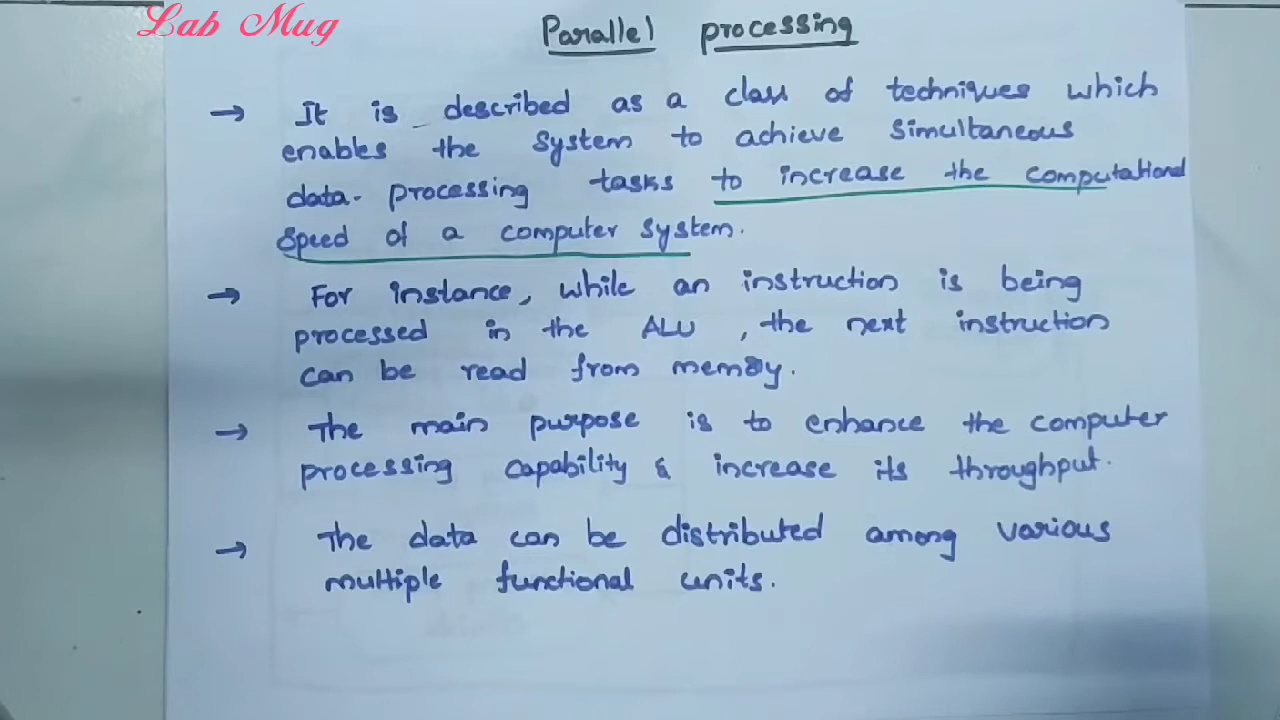 Lab Mug
Parallel processing
→ It is described as a class of techniques which
enables the system to achieve simultaneous
data-processing tasks to increase the computational
speed of a computer system.
→ For instance, while an instruction is being
processed in the ALU, the next instruction
can be read from memory.
→ The main purpose is to enhance the computer
processing capability & increase its throughput.
→ The data can be distributed among various
multiple functional units.